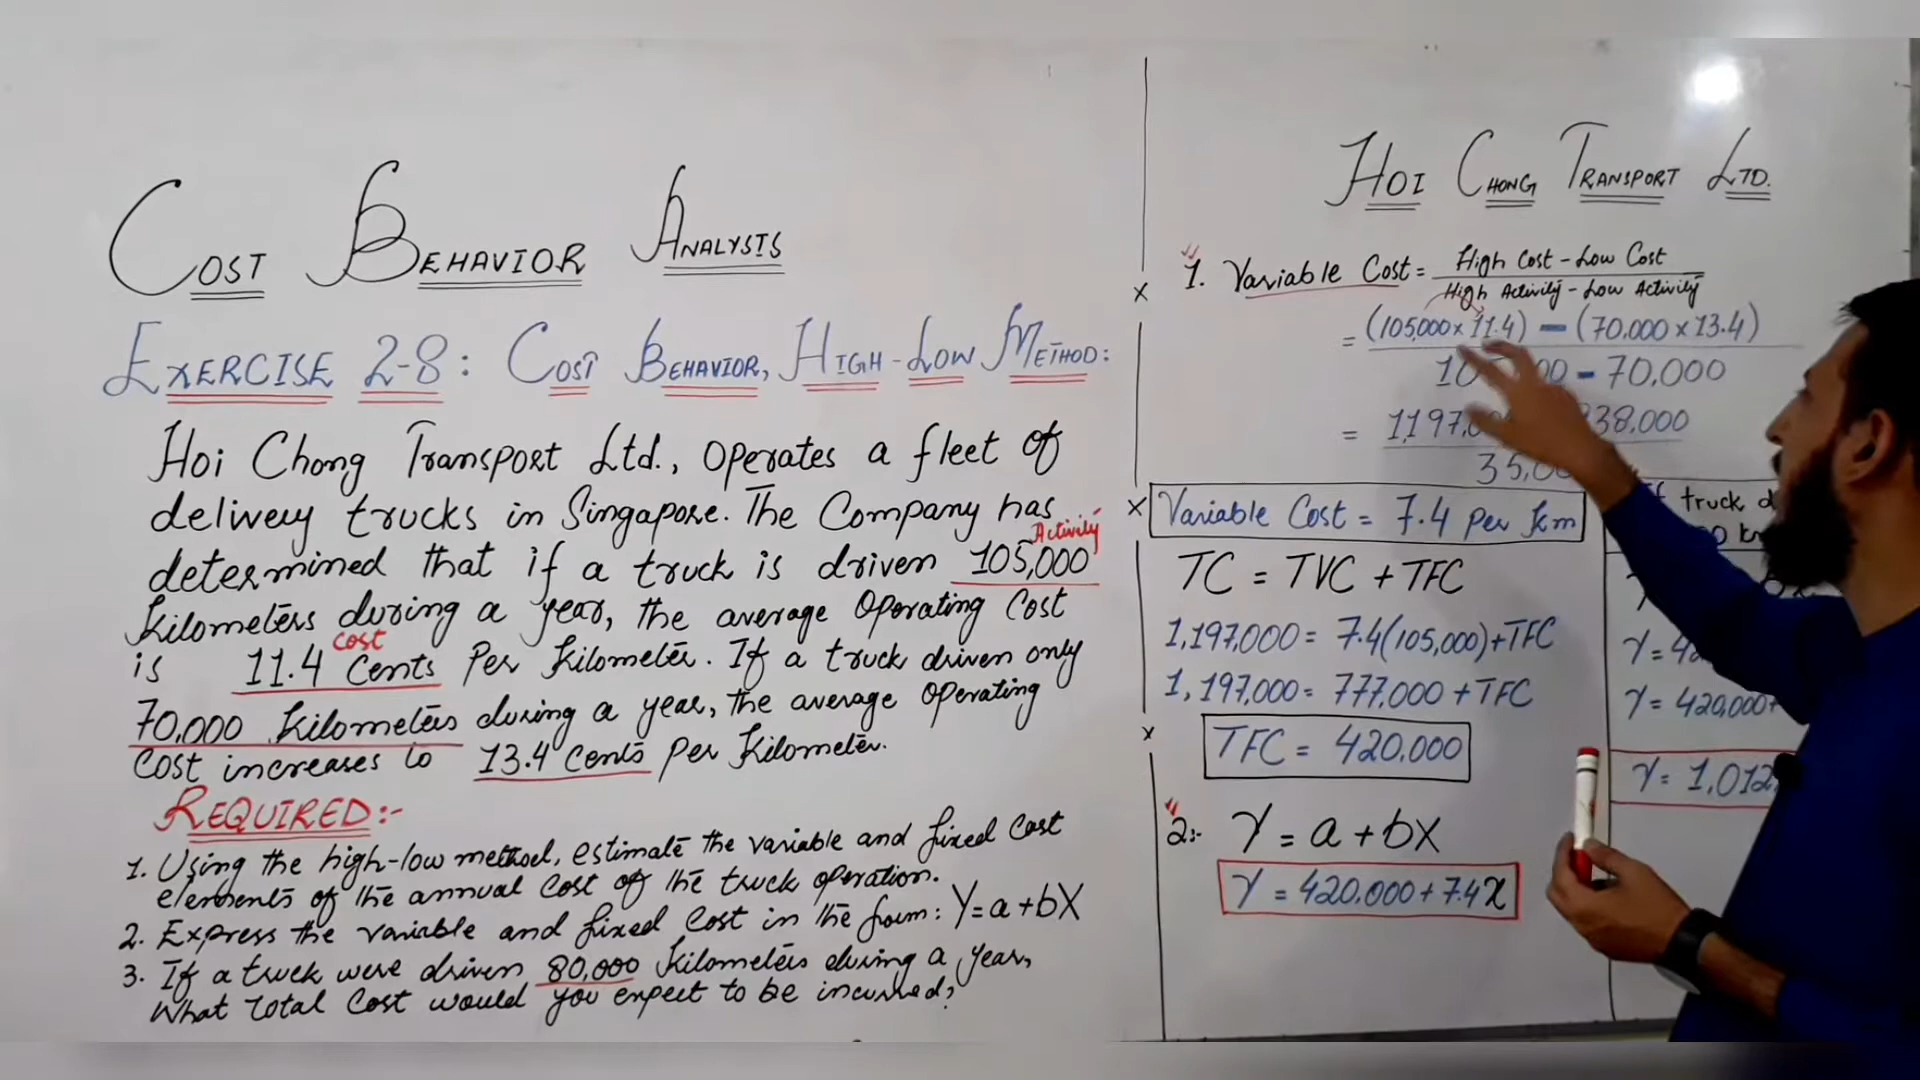 COST BEHAVIOR ANALYSIS
EXERCISE 2-8: COST BEHAVIOR, HIGH-LOW METHOD:
Hoi Chong Transport Ltd., Operates a fleet of
delivery trucks in Singapore. The Company has
Activity
determined that if a truck is driven 105,000
Kilometers during a year, the average Operating Cost
Cost
is 11.4 Cents Per Kilometer. If a truck driven only
70,000 Kilometers during a year, the average Operating
Cost increases to 13.4 Cents Per Kilometer.
REQUIRED:-
1. Using the high-low method, estimate the variable and fixed Cost
elements of the annual Cost of the truck operation.
2. Express the variable and fixed Cost in the form: Y=a+bX
3. If a truck were driven 80,000 Kilometers during a year,
What total Cost would you expect to be incurred?
HOI CHONG TRANSPORT LTD.
1. Variable Cost = High Cost - Low Cost
High Activity - Low Activity
= (105,000 x 11.4) - (70.000 x 13.4)
- 70.000
= 38.000
Variable Cost = 7.4 Per Km
TC = TVC + TFC
1,197,000 = 7.4(105,000)+TFC
1,197,000 = 777,000 + TFC
TFC = 420.000
2:- Y = a + bX
Y = 420.000 + 7.4x
truck
Y = 420,000+
Y = 1,012,